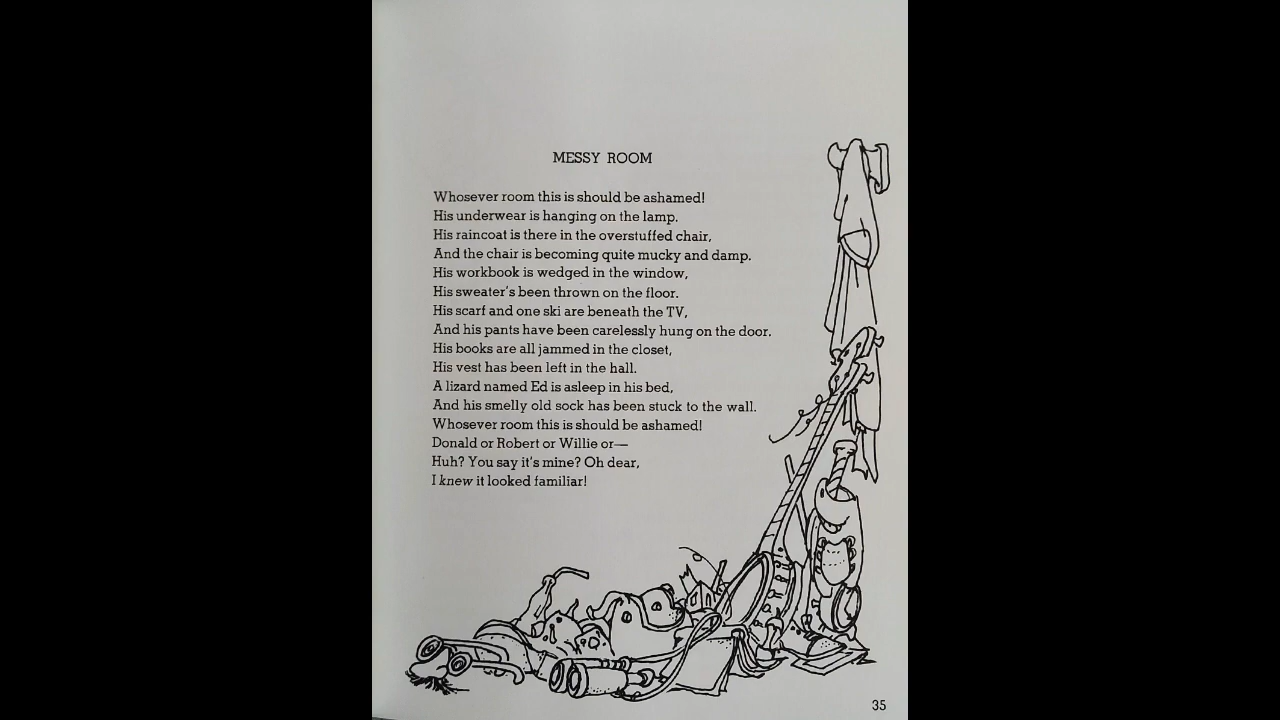 MESSY ROOM
Whosever room this is should be ashamed!
His underwear is hanging on the lamp.
His raincoat is there in the overstuffed chair,
And the chair is becoming quite mucky and damp.
His workbook is wedged in the window,
His sweater's been thrown on the floor.
His scarf and one ski are beneath the TV,
And his pants have been carelessly hung on the door.
His books are all jammed in the closet,
His vest has been left in the hall.
A lizard named Ed is asleep in his bed,
And his smelly old sock has been stuck to the wall.
Whosever room this is should be ashamed!
Donald or Robert or Willie or—
Huh? You say it's mine? Oh dear,
I knew it looked familiar!
35